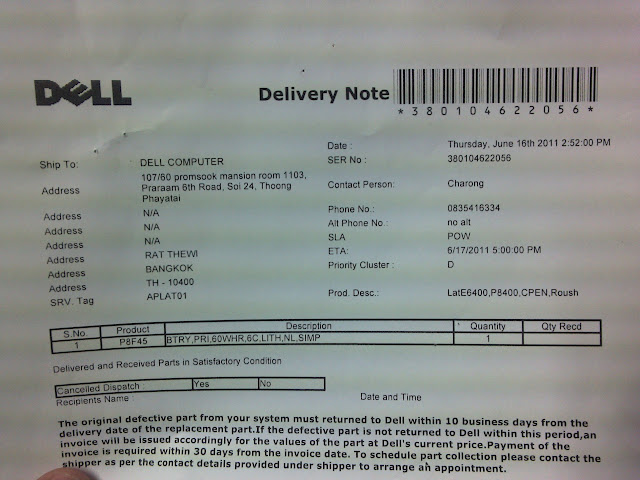 DELL
Delivery Note
*380104622056*
Date : Thursday, June 16th 2011 2:52:00 PM
Ship To: DELL COMPUTER SER No : 380104622056
Address 107/60 promsook mansion room 1103,
Praraam 6th Road, Soi 24, Thoong
Phayatai
Contact Person: Charong
Address N/A Phone No.: 0835416334
Address N/A Alt Phone No.: no alt
Address N/A SLA POW
Address RAT THEWI ETA: 6/17/2011 5:00:00 PM
Address BANGKOK Priority Cluster : D
Address TH - 10400
SRV. Tag APLAT01 Prod. Desc.: LatE6400,P8400,CPEN,Roush
S.No. Product Description Quantity Qty Recd
1 P8F45 BTRY,PRI,60WHR,6C,LITH,NL,SIMP 1
Delivered and Received Parts in Satisfactory Condition
Cancelled Dispatch : Yes No
Recipients Name Date and Time
The original defective part from your system must returned to Dell within 10 business days from the
delivery date of the replacement part.If the defective part is not returned to Dell within this period,an
invoice will be issued accordingly for the values of the part at Dell's current price.Payment of the
invoice is required within 30 days from the invoice date. To schedule part collection please contact the
shipper as per the contact details provided under shipper to arrange an appointment.